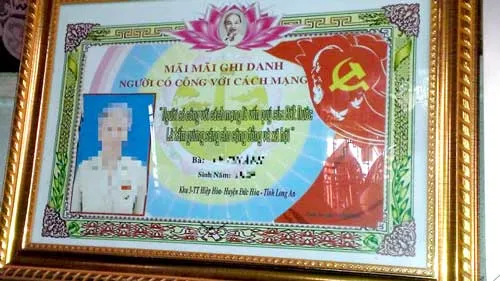 MÃI MÃI GHI DANH
NGƯỜI CÓ CÔNG VỚI CÁCH MẠNG
"Người có công với cách mạng là vốn quý của Đất Nước
Là tấm gương sáng cho cộng đồng và xã hội"
Bà:
Sinh Năm:
Khu 3-TT Hiệp Hòa- Huyện Đức Hòa - Tỉnh Long An